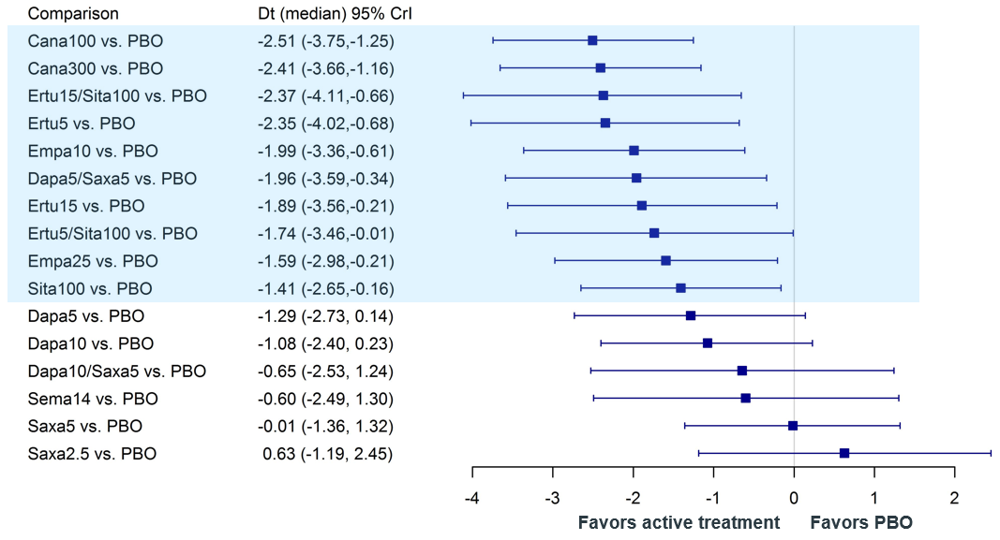 Comparison Dt (median) 95% CrI
Cana100 vs. PBO -2.51 (-3.75,-1.25)
Cana300 vs. PBO -2.41 (-3.66,-1.16)
Ertu15/Sita100 vs. PBO -2.37 (-4.11,-0.66)
Ertu5 vs. PBO -2.35 (-4.02,-0.68)
Empa10 vs. PBO -1.99 (-3.36,-0.61)
Dapa5/Saxa5 vs. PBO -1.96 (-3.59,-0.34)
Ertu15 vs. PBO -1.89 (-3.56,-0.21)
Ertu5/Sita100 vs. PBO -1.74 (-3.46,-0.01)
Empa25 vs. PBO -1.59 (-2.98,-0.21)
Sita100 vs. PBO -1.41 (-2.65,-0.16)
Dapa5 vs. PBO -1.29 (-2.73, 0.14)
Dapa10 vs. PBO -1.08 (-2.40, 0.23)
Dapa10/Saxa5 vs. PBO -0.65 (-2.53, 1.24)
Sema14 vs. PBO -0.60 (-2.49, 1.30)
Saxa5 vs. PBO -0.01 (-1.36, 1.32)
Saxa2.5 vs. PBO 0.63 (-1.19, 2.45)
-4 -3 -2 -1 0 1 2
Favors active treatment Favors PBO